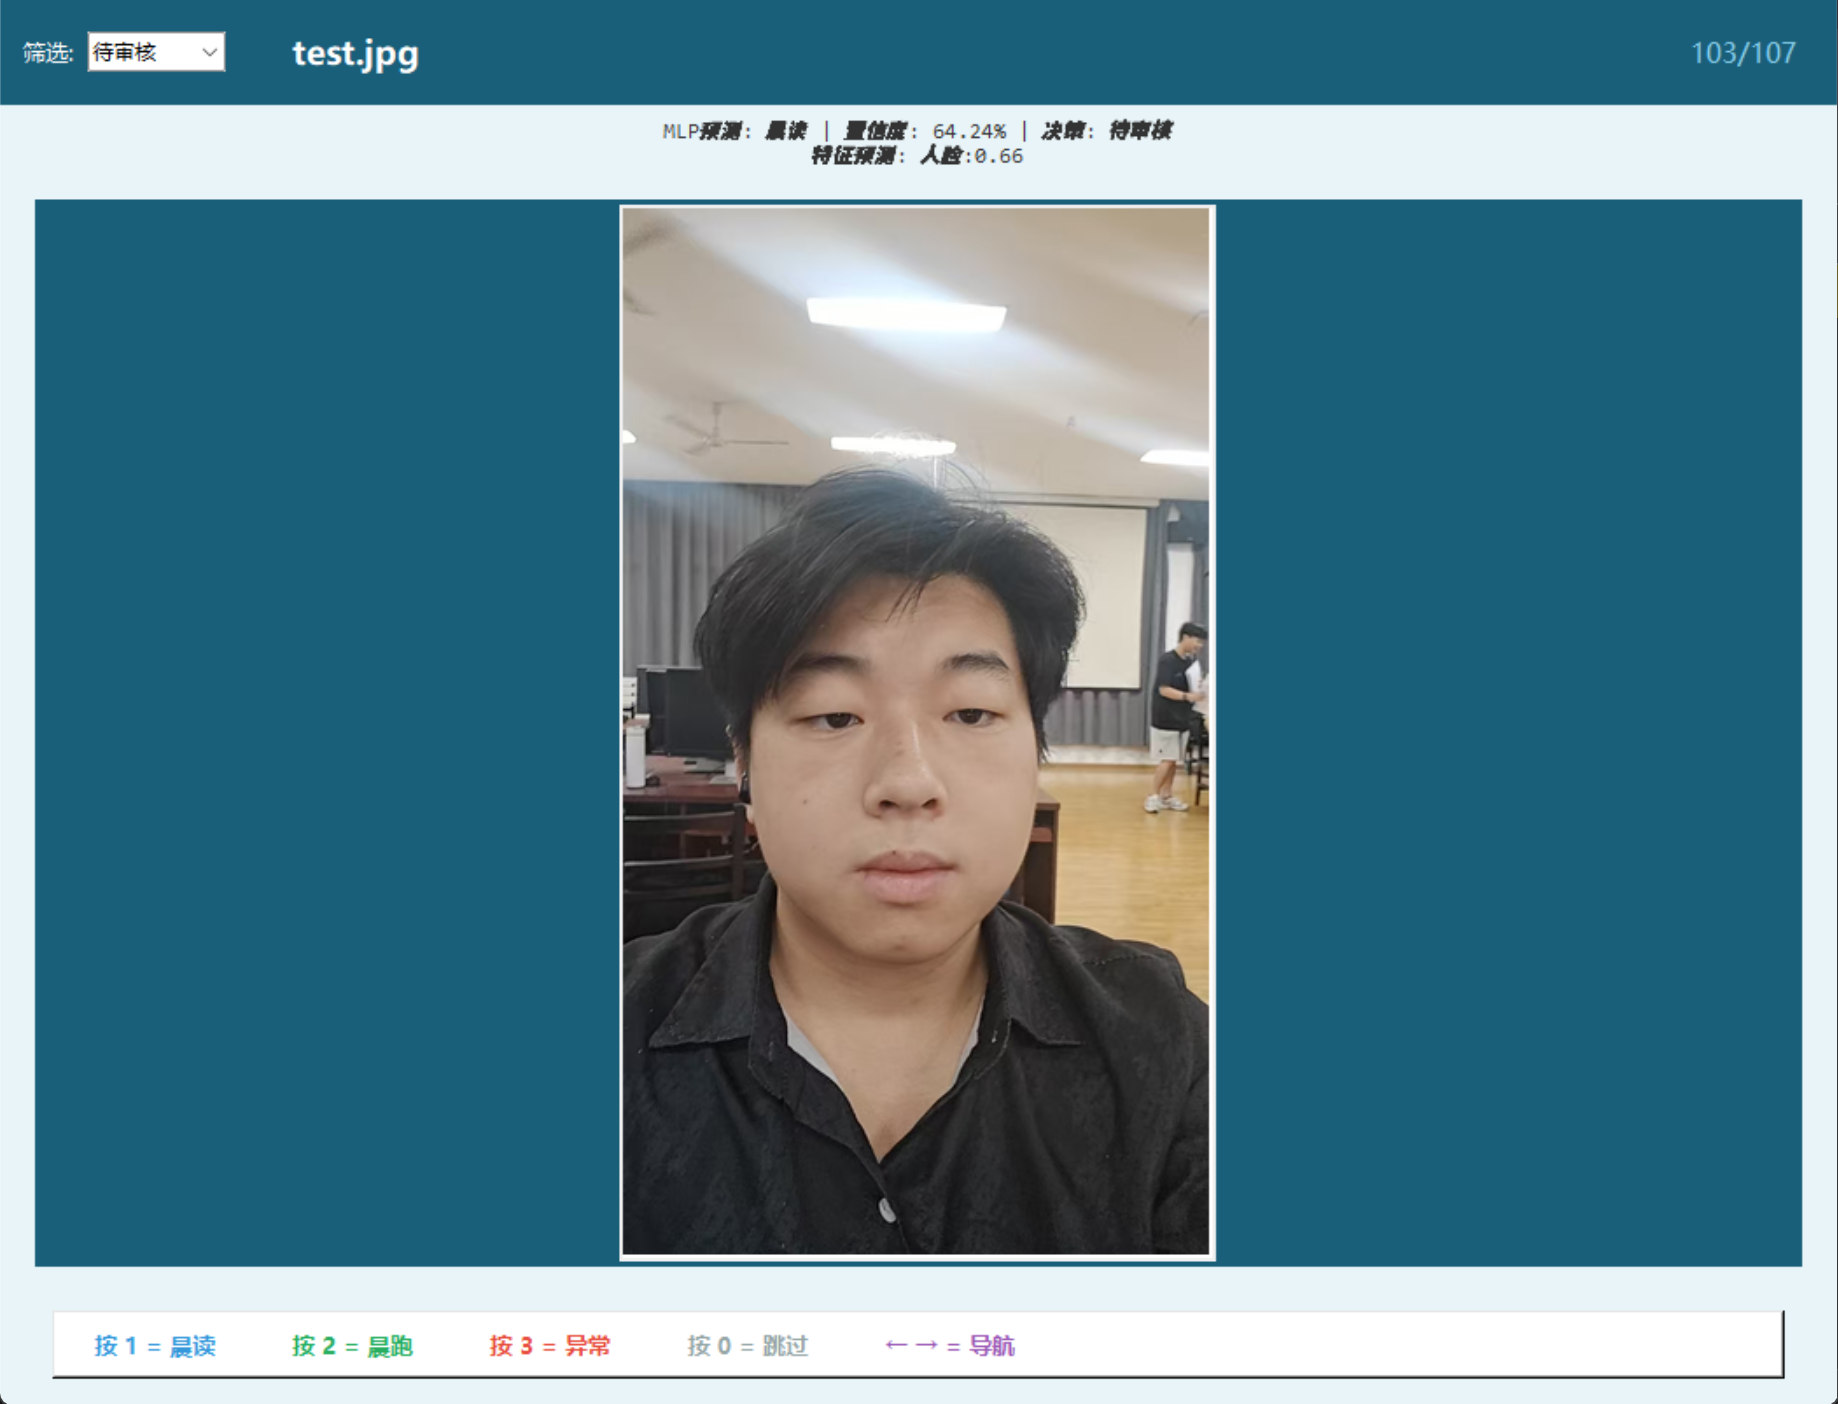 筛选: 待审核 test.jpg 103/107
MLP预测: 晨读 | 置信度: 64.24% | 决策: 待审核
特征预测: 人脸:0.66
按 1 = 晨读 按 2 = 晨跑 按 3 = 异常 按 0 = 跳过 ← → = 导航